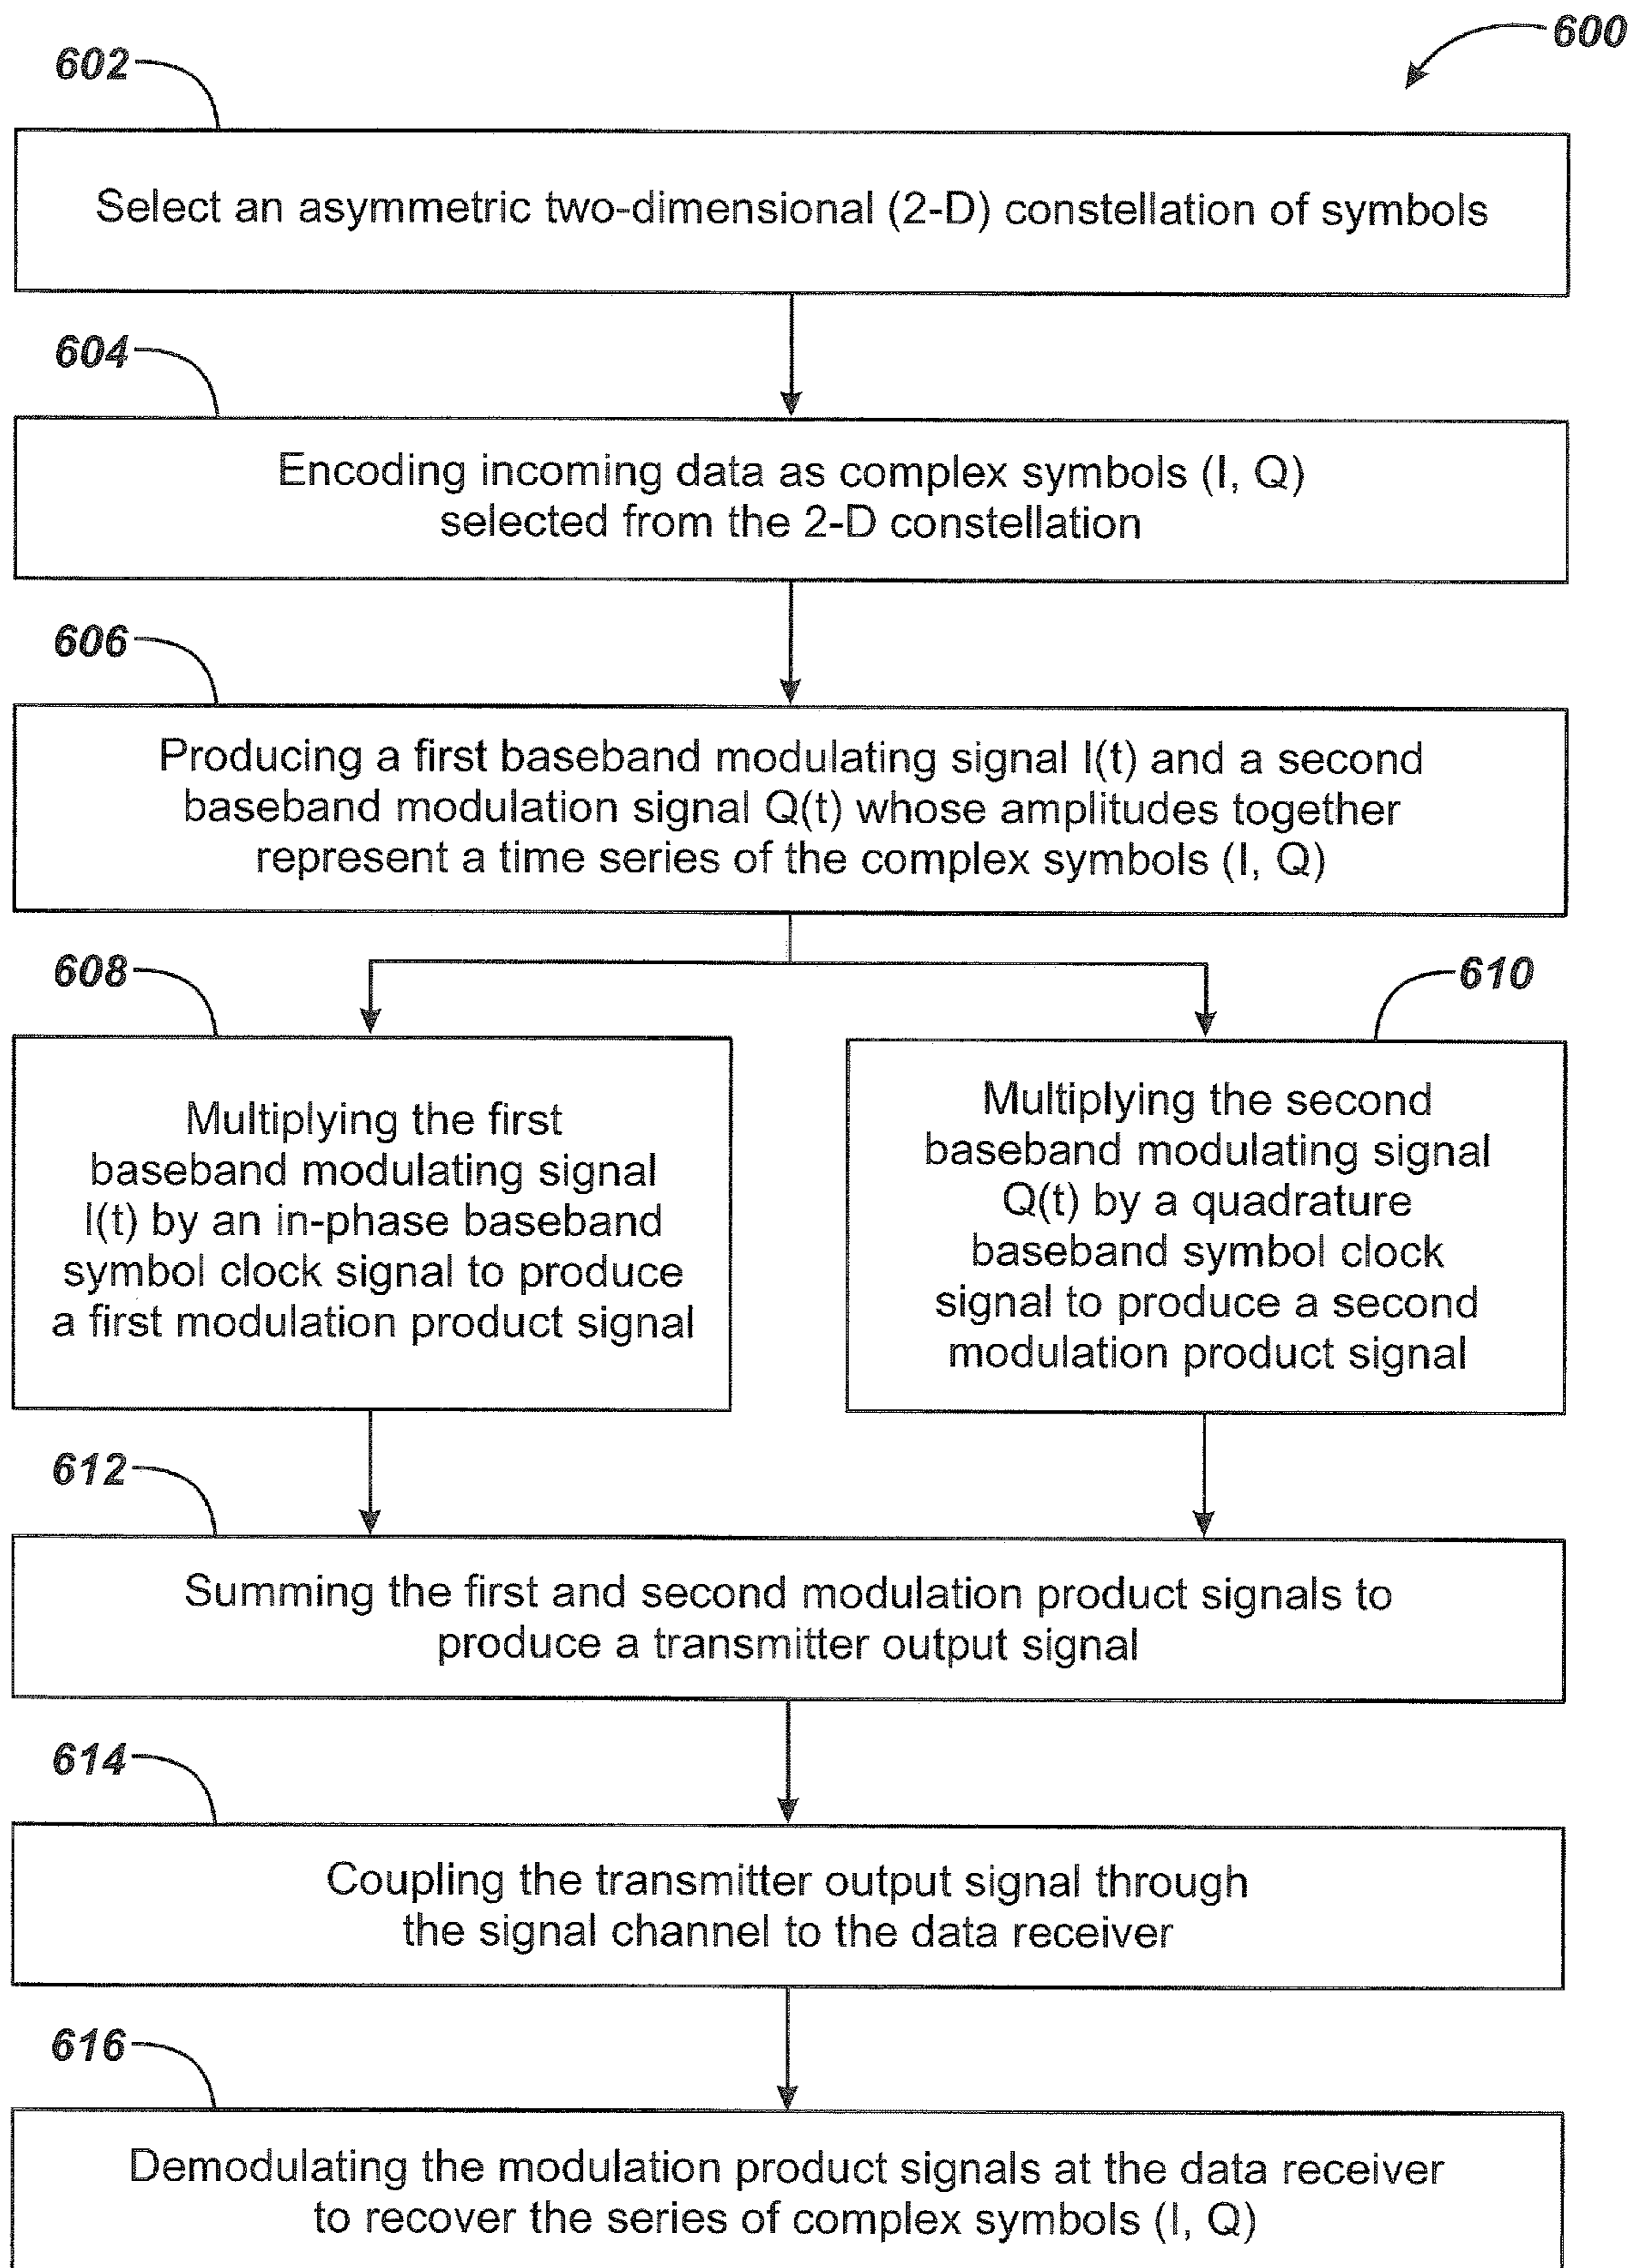 600
602
Select an asymmetric two-dimensional (2-D) constellation of symbols
604
Encoding incoming data as complex symbols (I, Q)
selected from the 2-D constellation
606
Producing a first baseband modulating signal I(t) and a second
baseband modulation signal Q(t) whose amplitudes together
represent a time series of the complex symbols (I, Q)
608
Multiplying the first
baseband modulating signal
I(t) by an in-phase baseband
symbol clock signal to produce
a first modulation product signal
610
Multiplying the second
baseband modulating signal
Q(t) by a quadrature
baseband symbol clock
signal to produce a second
modulation product signal
612
Summing the first and second modulation product signals to
produce a transmitter output signal
614
Coupling the transmitter output signal through
the signal channel to the data receiver
616
Demodulating the modulation product signals at the data receiver
to recover the series of complex symbols (I, Q)